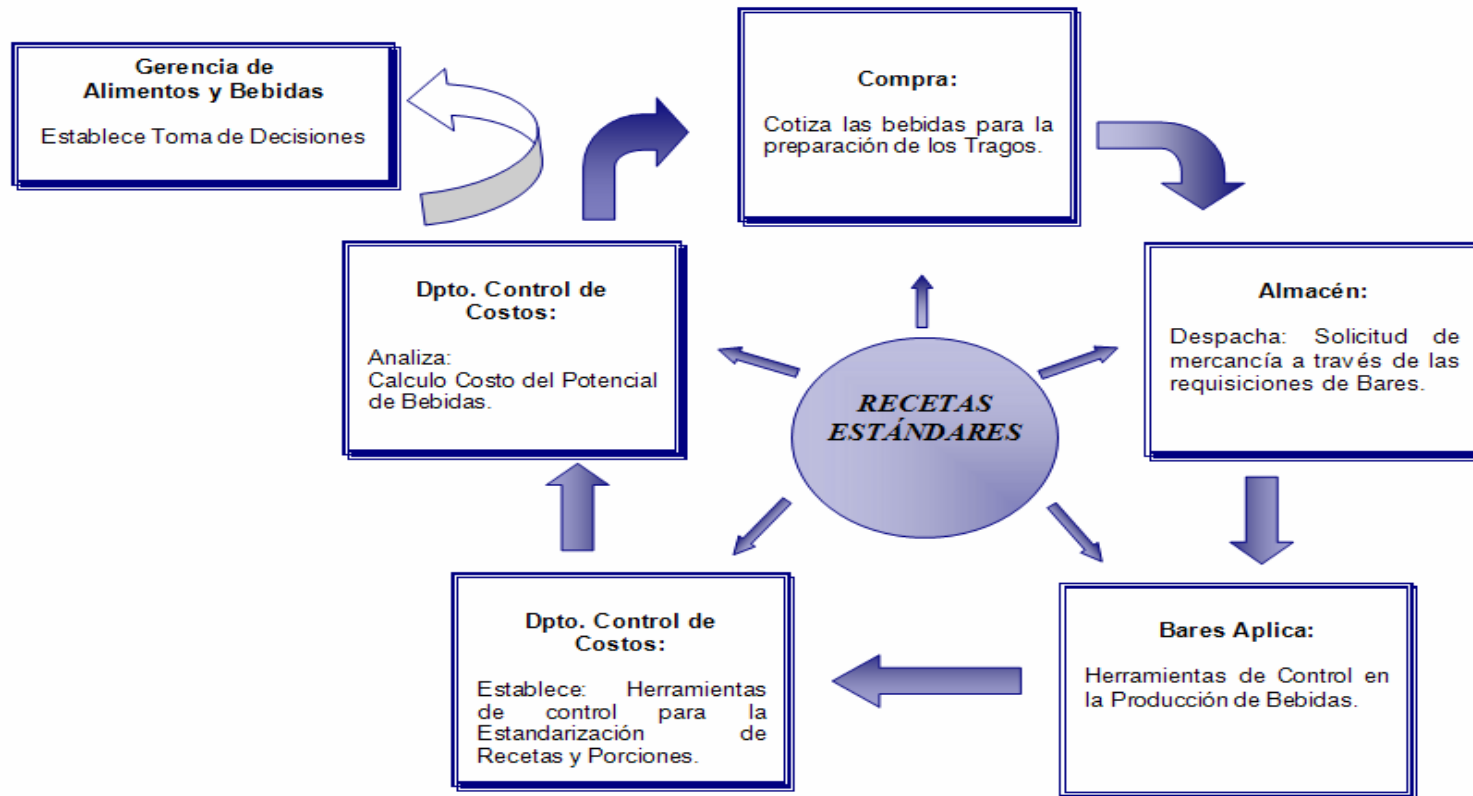 Gerencia de
Alimentos y Bebidas
Establece Toma de Decisiones
Compra:
Cotiza las bebidas para la
preparación de los Tragos.
Dpto. Control de
Costos:
Analiza:
Calculo Costo del Potencial
de Bebidas.
Almacén:
Despacha: Solicitud de
mercancía a través de las
requisiciones de Bares.
RECETAS
ESTÁNDARES
Dpto. Control de
Costos:
Establece: Herramientas
de control para la
Estandarización de
Recetas y Porciones.
Bares Aplica:
Herramientas de Control en
la Producción de Bebidas.